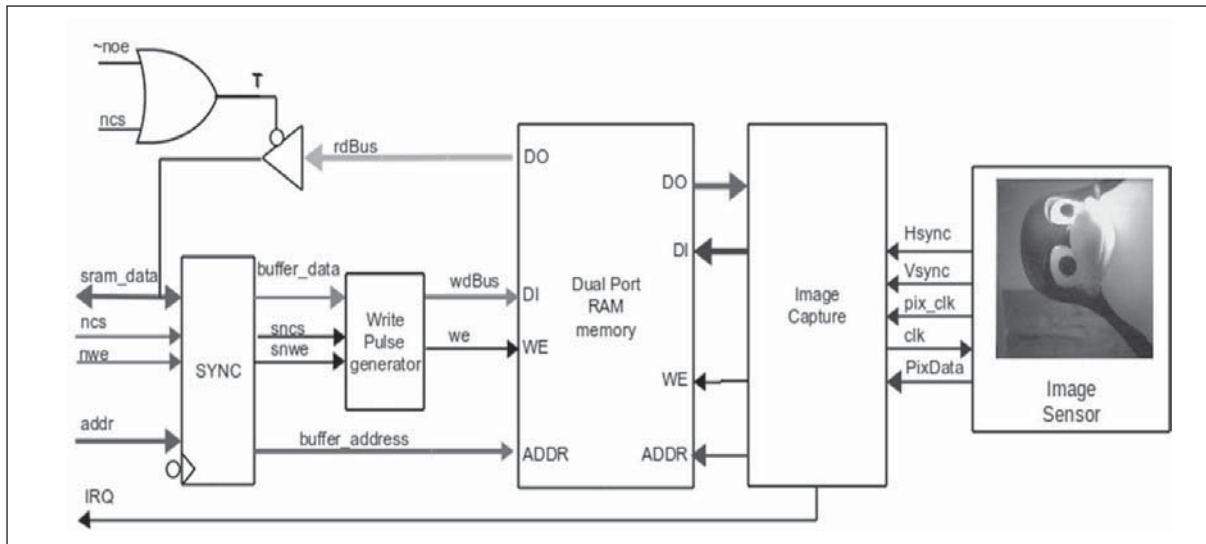 ~noe
T
ncs
rdBus
DO
DO
DI
sram_data
buffer_data
wdBus
DI
ncs
sncs
Write
Pulse
generator
we
WE
nwe
snwe
SYNC
addr
buffer_address
ADDR
Dual Port
RAM
memory
WE
ADDR
Image
Capture
Hsync
Vsync
pix_clk
clk
PixData
Image
Sensor
IRQ